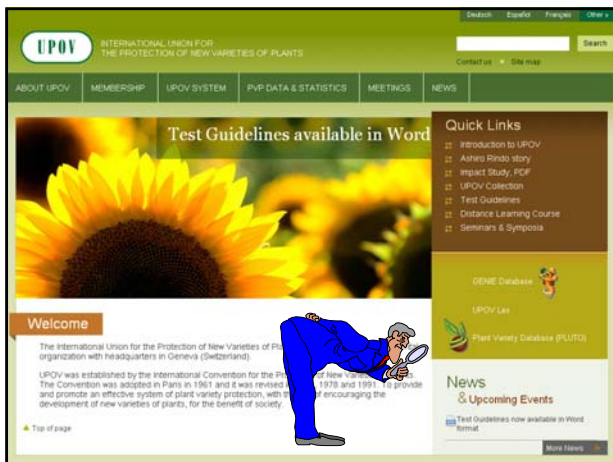 Deutsch Español Français Other
UPOV
INTERNATIONAL UNION FOR
THE PROTECTION OF NEW VARIETIES OF PLANTS
Search
Contact us Site map
ABOUT UPOV MEMBERSHIP UPOV SYSTEM PVP DATA & STATISTICS MEETINGS NEWS
Test Guidelines available in Word
Quick Links
Introduction to UPOV
Ashiro Rindo story
Impact Study, PDF
UPOV Collection
Test Guidelines
Distance Learning Course
Seminars & Symposia
GENIE Database
UPOV Lex
Plant Variety Database (PLUTO)
Welcome
The International Union for the Protection of New Varieties of
organization with headquarters in Geneva (Switzerland).
UPOV was established by the International Convention for the
The Convention was adopted in Paris in 1961 and it was revised 1978 and 1991. To provide
and promote an effective system of plant variety protection, with the of encouraging the
development of new varieties of plants, for the benefit of society.
Top of page
News
& Upcoming Events
Test Guidelines now available in Word
format
More News